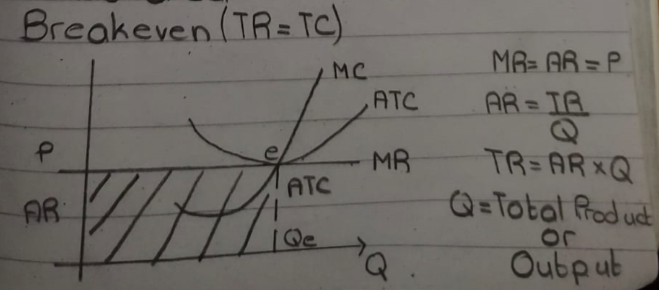 Breakeven (TR = TC)
MC
ATC
P
e
MR
AR
ATC
Qe
Q
MR = AR = P
AR = TR
Q
TR = AR x Q
Q = Total Product
or
Output